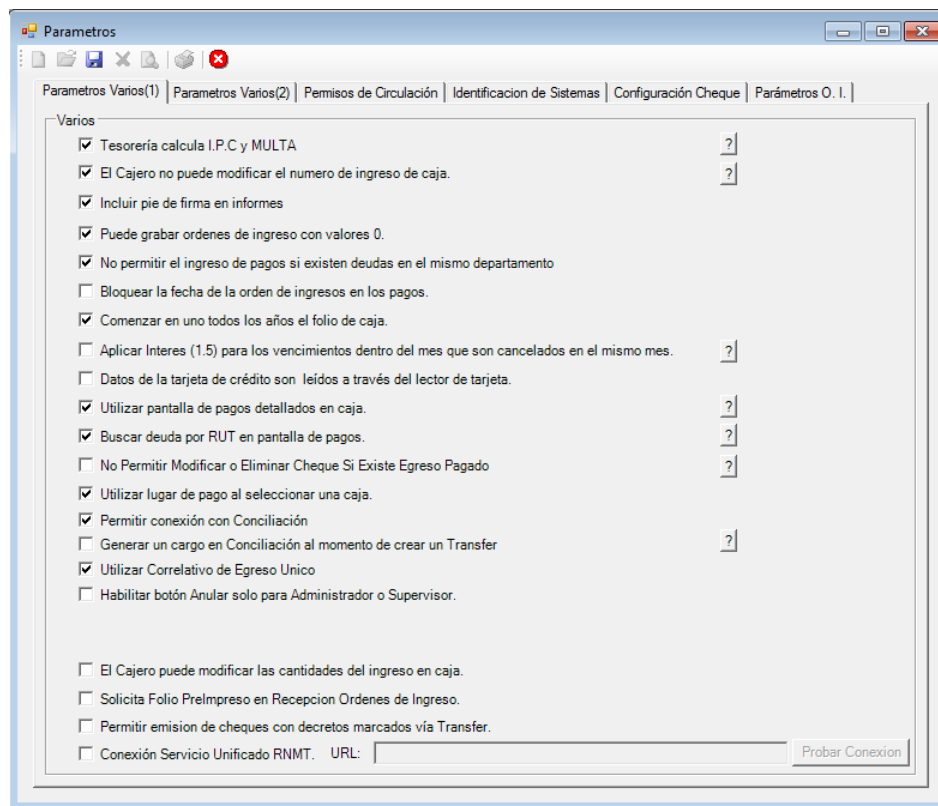 Parametros
Parametros Varios(1) Parametros Varios(2) Permisos de Circulación Identificacion de Sistemas Configuración Cheque Parámetros O. I.
Varios
Tesorería calcula I.P.C y MULTA ?
El Cajero no puede modificar el numero de ingreso de caja. ?
Incluir pie de firma en informes
Puede grabar ordenes de ingreso con valores 0.
No permitir el ingreso de pagos si existen deudas en el mismo departamento
Bloquear la fecha de la orden de ingresos en los pagos.
Comenzar en uno todos los años el folio de caja.
Aplicar Interes (1.5) para los vencimientos dentro del mes que son cancelados en el mismo mes. ?
Datos de la tarjeta de crédito son leídos a través del lector de tarjeta.
Utilizar pantalla de pagos detallados en caja. ?
Buscar deuda por RUT en pantalla de pagos. ?
No Permitir Modificar o Eliminar Cheque Si Existe Egreso Pagado ?
Utilizar lugar de pago al seleccionar una caja.
Permitir conexión con Conciliación
Generar un cargo en Conciliación al momento de crear un Transfer ?
Utilizar Correlativo de Egreso Unico
Habilitar botón Anular solo para Administrador o Supervisor.
El Cajero puede modificar las cantidades del ingreso en caja.
Solicita Folio PreImpreso en Recepcion Ordenes de Ingreso.
Permitir emision de cheques con decretos marcados vía Transfer.
Conexión Servicio Unificado RNMT. URL: Probar Conexion